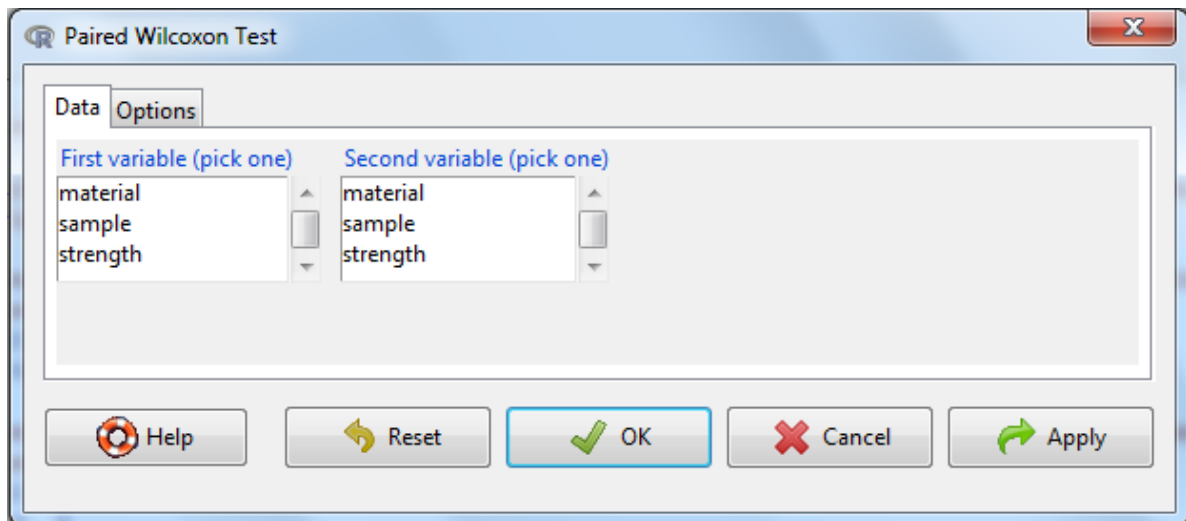 Paired Wilcoxon Test
Data Options
First variable (pick one) Second variable (pick one)
material material
sample sample
strength strength
Help Reset OK Cancel Apply